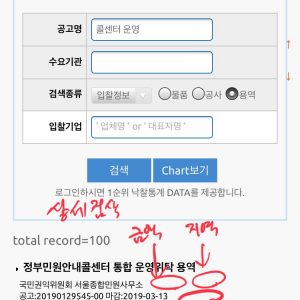 공고명 콜센터 운영
수요기관
검색종류 입찰정보 물품 공사 용역
입찰기업 '업체명' or '대표자명'
검색 Chart보기
로그인하시면 1순위 낙찰통계 DATA를 제공합니다.
상세검색
금액 지역
total record=100
정부민원안내콜센터 통합 운영위탁 용역
국민권익위원회 서울종합민원사무소
공고:20190129545-00 마감:2019-03-13